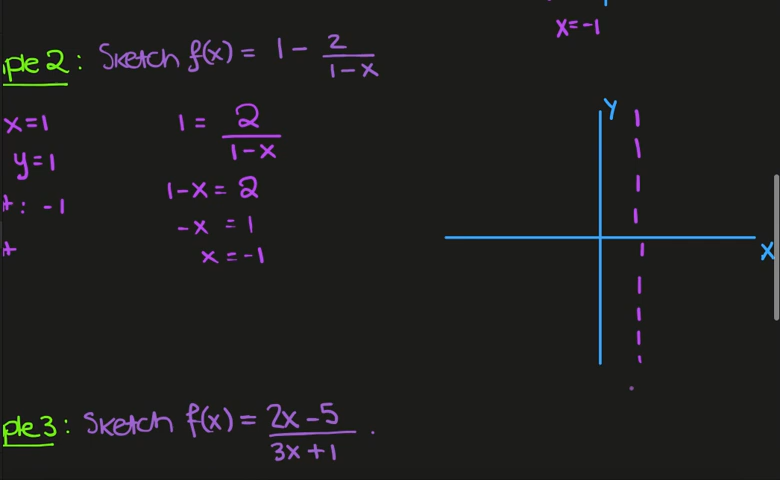 x=-1
ple 2: Sketch f(x) = 1 - 2/(1-x)
x=1
y=1
t: -1
t
1 = 2/(1-x)
1-x = 2
-x = 1
x = -1
y
x
ple 3: Sketch f(x) = (2x-5)/(3x+1).